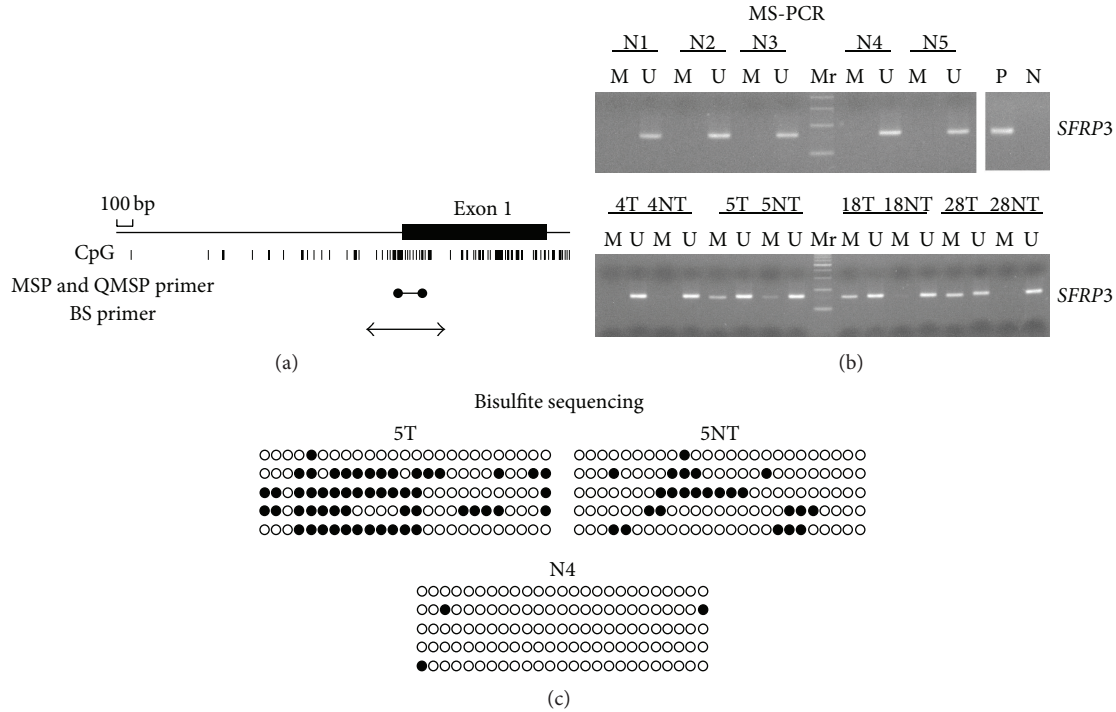 100 bp
Exon 1
CpG
MSP and QMSP primer
BS primer
(a)
MS-PCR
N1 N2 N3 N4 N5
M U M U M U Mr M U M U P N
SFRP3
4T 4NT 5T 5NT 18T 18NT 28T 28NT
M U M U M U M U Mr M U M U M U M U
SFRP3
(b)
Bisulfite sequencing
5T 5NT
N4
(c)